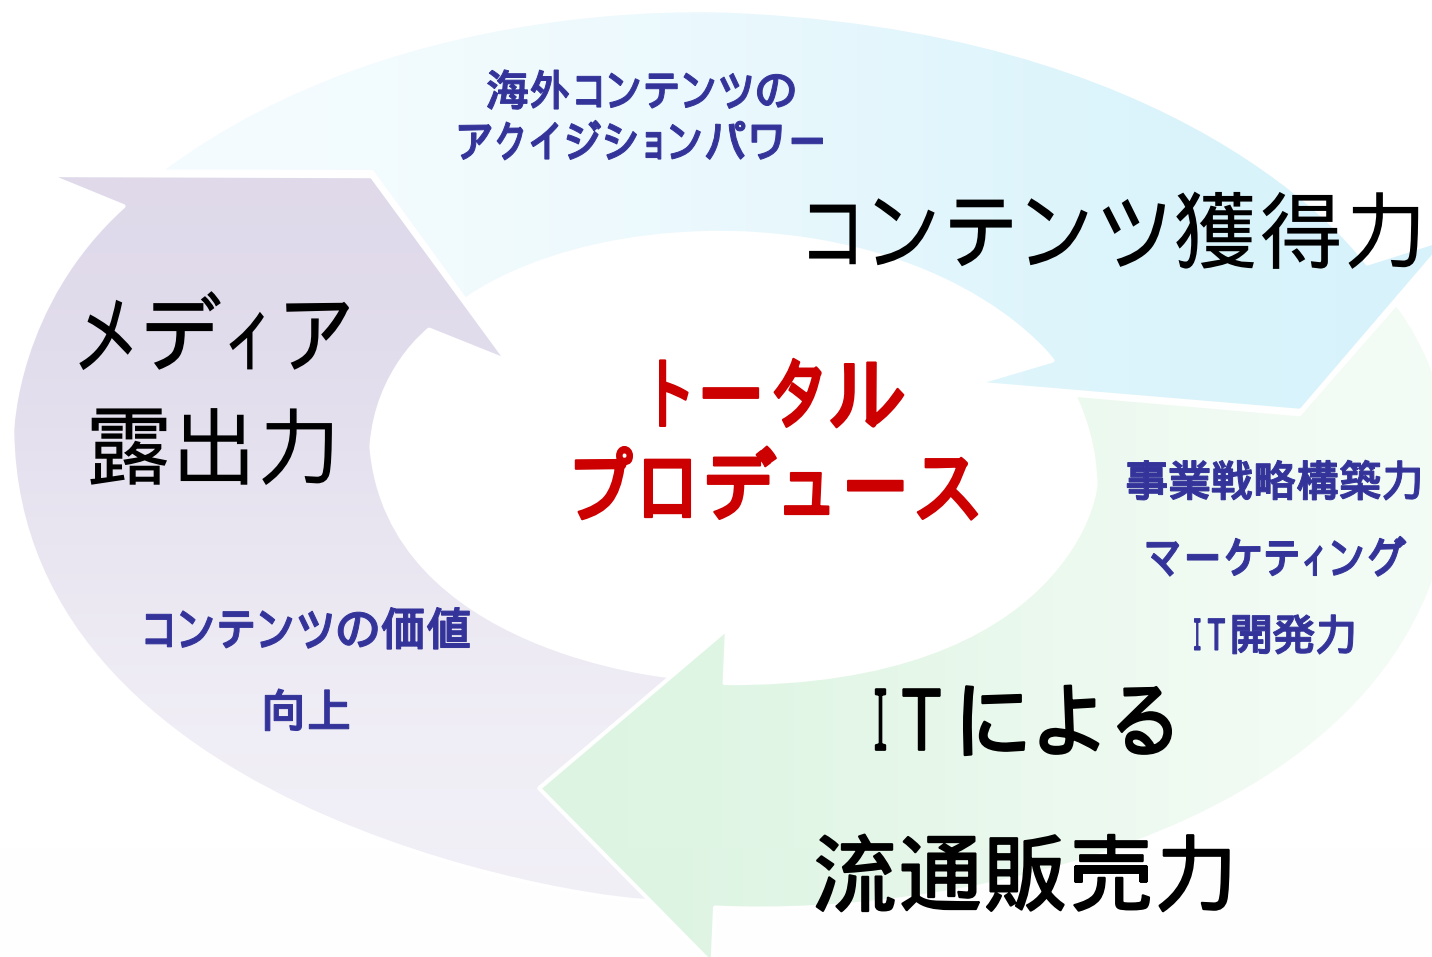 海外コンテンツの
アクイジションパワー
コンテンツ獲得力
メディア
露出力
トータル
プロデュース
事業戦略構築力
マーケティング
IT開発力
コンテンツの価値
向上
ITによる
流通販売力